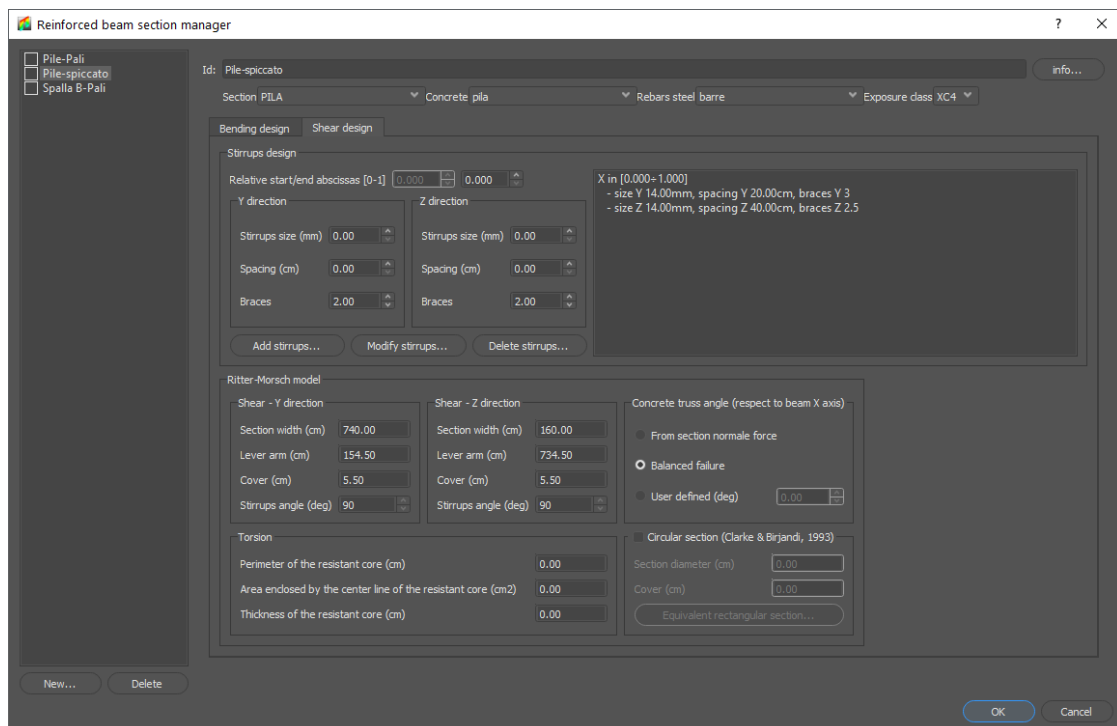 Reinforced beam section manager
? ×
Pile-Pali
Pile-spiccato
Spalla B-Pali
Id: Pile-spiccato info...
Section PILA Concrete pila Rebars steel barre Exposure class XC4
Bending design Shear design
Stirrups design
Relative start/end abscissas [0-1] 0.000 0.000
Y direction
Stirrups size (mm) 0.00
Spacing (cm) 0.00
Braces 2.00
Z direction
Stirrups size (mm) 0.00
Spacing (cm) 0.00
Braces 2.00
Add stirrups... Modify stirrups... Delete stirrups...
X in [0.000÷1.000]
- size Y 14.00mm, spacing Y 20.00cm, braces Y 3
- size Z 14.00mm, spacing Z 40.00cm, braces Z 2.5
Ritter-Morsch model
Shear - Y direction
Section width (cm) 740.00
Lever arm (cm) 154.50
Cover (cm) 5.50
Stirrups angle (deg) 90
Shear - Z direction
Section width (cm) 160.00
Lever arm (cm) 734.50
Cover (cm) 5.50
Stirrups angle (deg) 90
Concrete truss angle (respect to beam X axis)
From section normale force
Balanced failure
User defined (deg) 0.00
Torsion
Perimeter of the resistant core (cm) 0.00
Area enclosed by the center line of the resistant core (cm2) 0.00
Thickness of the resistant core (cm) 0.00
Circular section (Clarke & Birjandi, 1993)
Section diameter (cm) 0.00
Cover (cm) 0.00
Equivalent rectangular section...
New... Delete
OK Cancel